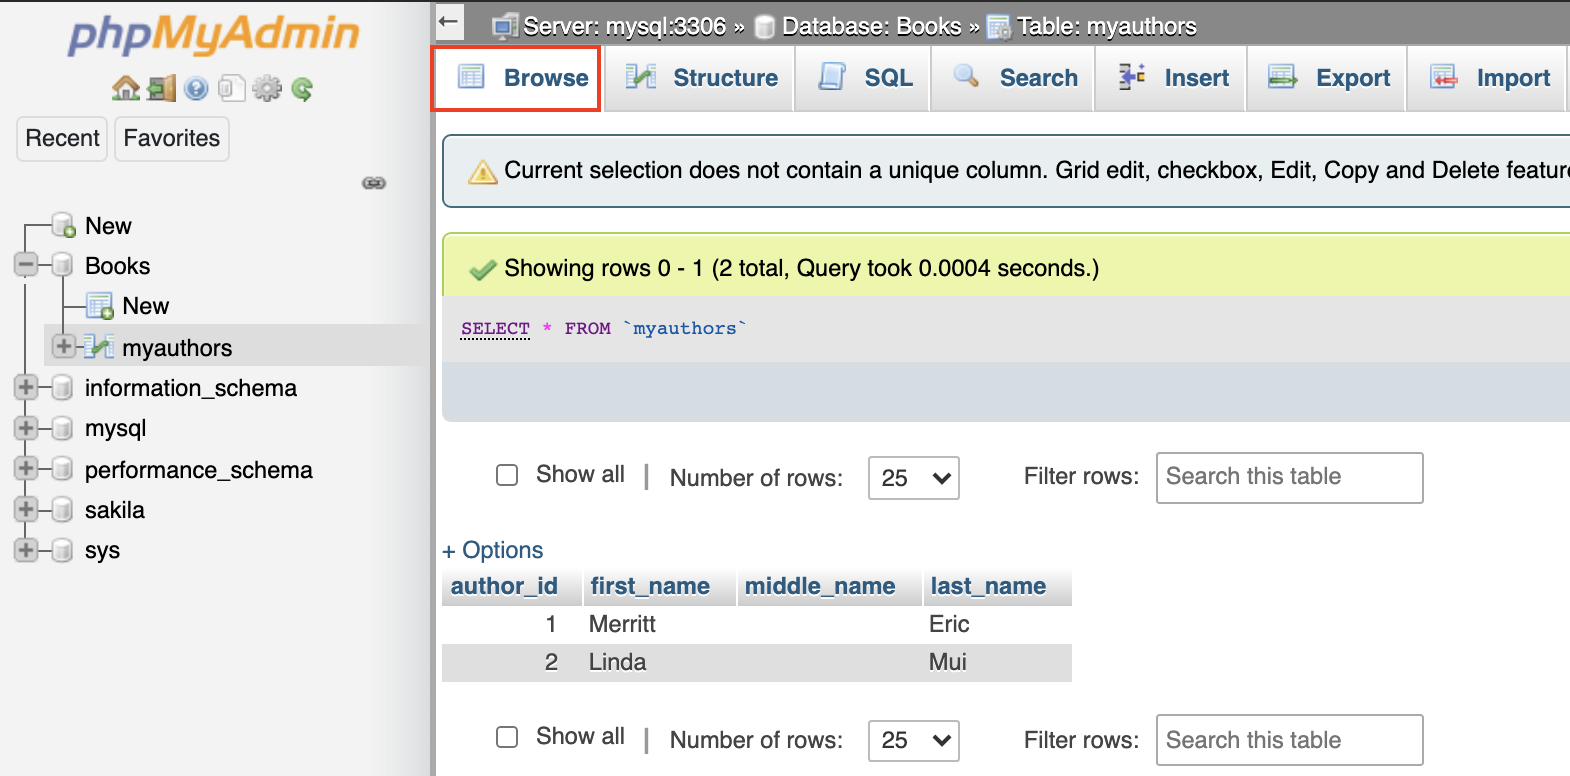 phpMyAdmin
Recent Favorites
New
Books
New
myauthors
information_schema
mysql
performance_schema
sakila
sys
Server: mysql:3306 » Database: Books » Table: myauthors
Browse Structure SQL Search Insert Export Import
Current selection does not contain a unique column. Grid edit, checkbox, Edit, Copy and Delete featur
Showing rows 0 - 1 (2 total, Query took 0.0004 seconds.)
SELECT * FROM `myauthors`
Show all | Number of rows: 25 Filter rows: Search this table
+ Options
author_id first_name middle_name last_name
1 Merritt Eric
2 Linda Mui
Show all | Number of rows: 25 Filter rows: Search this table